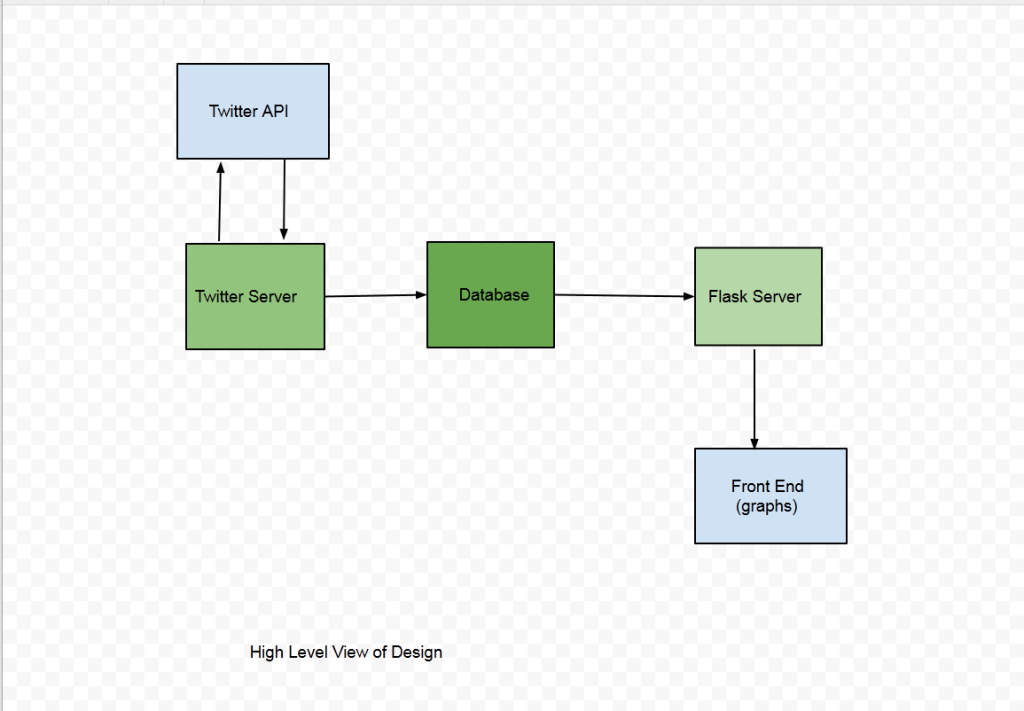 Twitter API
Twitter Server
Database
Flask Server
Front End
(graphs)
High Level View of Design